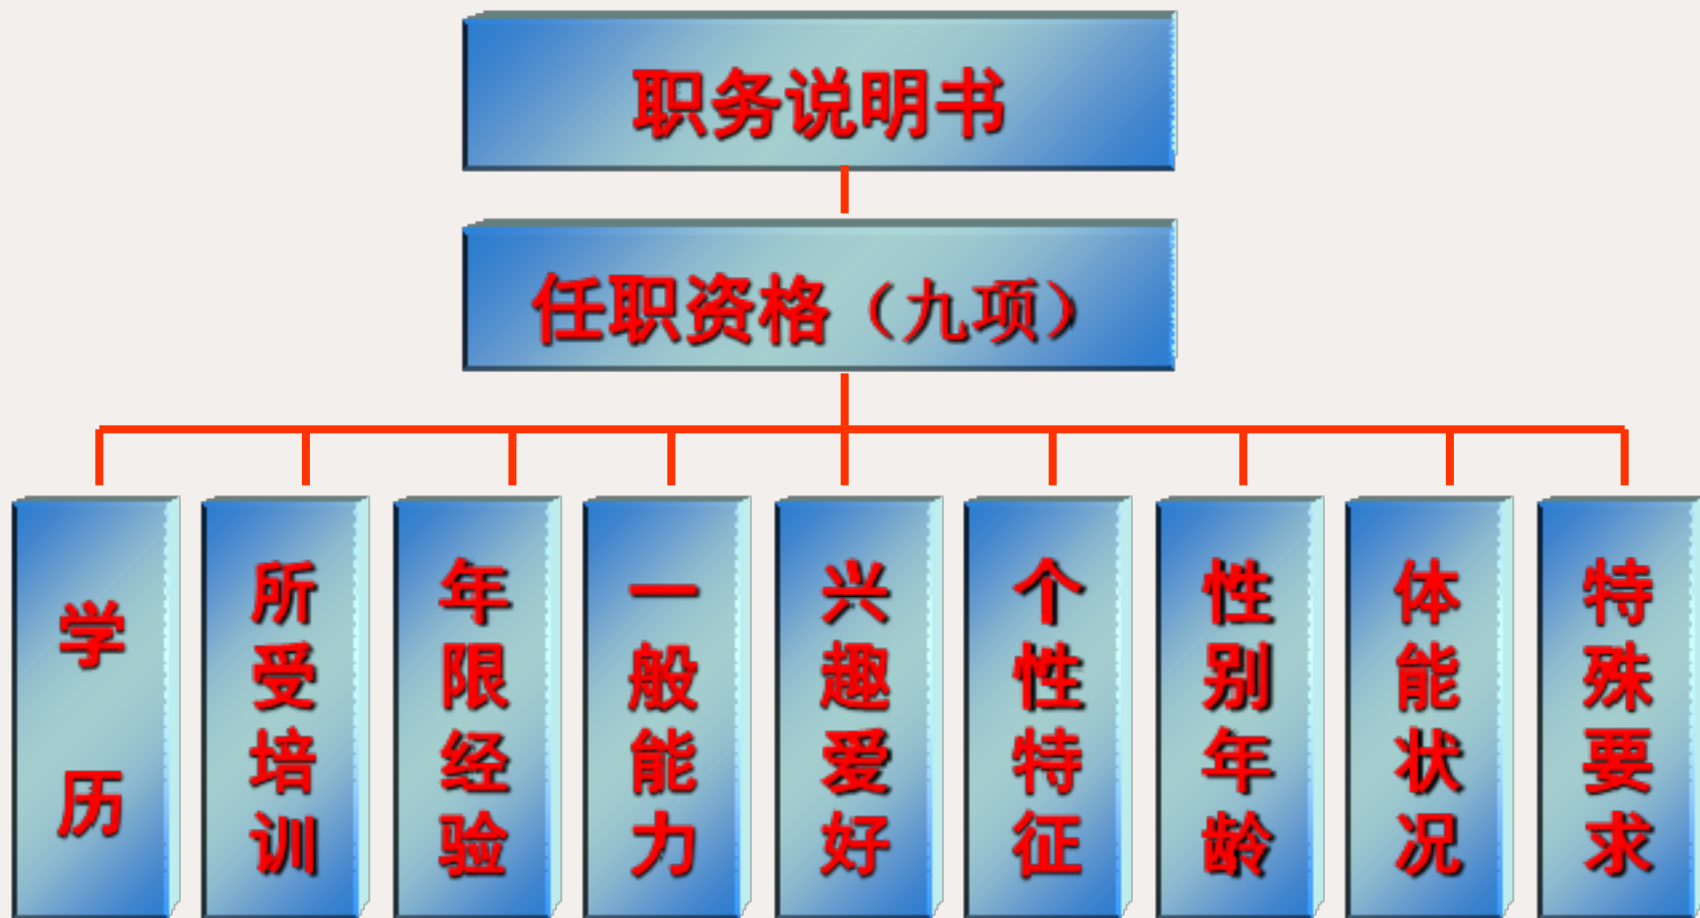 职务说明书
任职资格（九项）
学历
所受培训
年限经验
一般能力
兴趣爱好
个性特征
性别年龄
体能状况
特殊要求